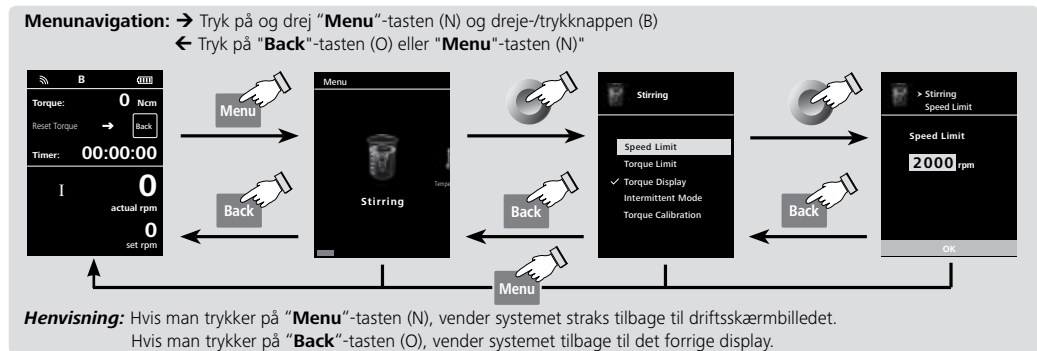 Menunavigation: → Tryk på og drej “Menu“-tasten (N) og dreje-/trykknappen (B)
← Tryk på "Back"-tasten (O) eller "Menu"-tasten (N)"
B
Torque: 0 Ncm
Reset Torque → Back
Timer: 00:00:00
I 0
actual rpm
0
set rpm
Menu
Back
Menu
Stirring
Back
Stirring
Speed Limit
Torque Limit
✓ Torque Display
Intermittent Mode
Torque Calibration
Back
> Stirring
Speed Limit
Speed Limit
2000 rpm
OK
Menu
Henvisning: Hvis man trykker på “Menu“-tasten (N), vender systemet straks tilbage til driftsskærmbilledet.
Hvis man trykker på “Back“-tasten (O), vender systemet tilbage til det forrige display.